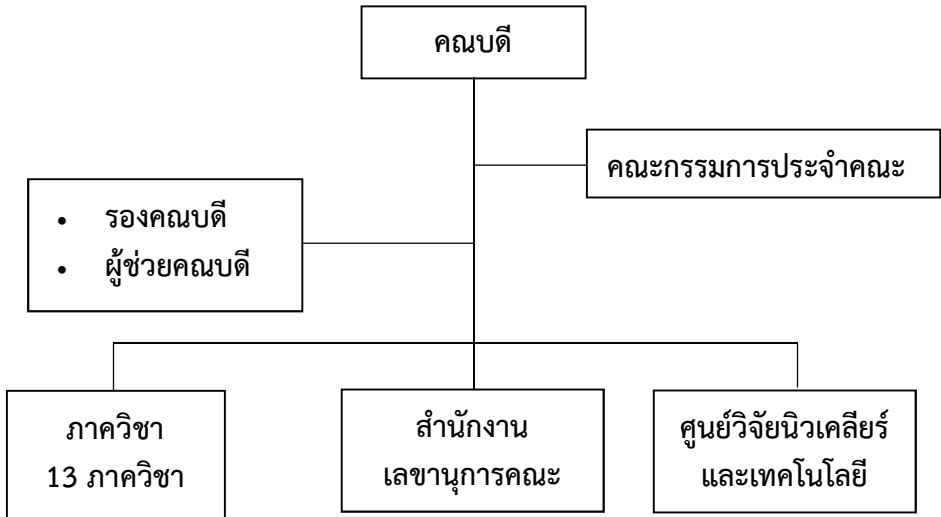 คณบดี
คณะกรรมการประจำคณะ
• รองคณบดี
• ผู้ช่วยคณบดี
ภาควิชา
13 ภาควิชา
สำนักงาน
เลขานุการคณะ
ศูนย์วิจัยนิวเคลียร์
และเทคโนโลยี